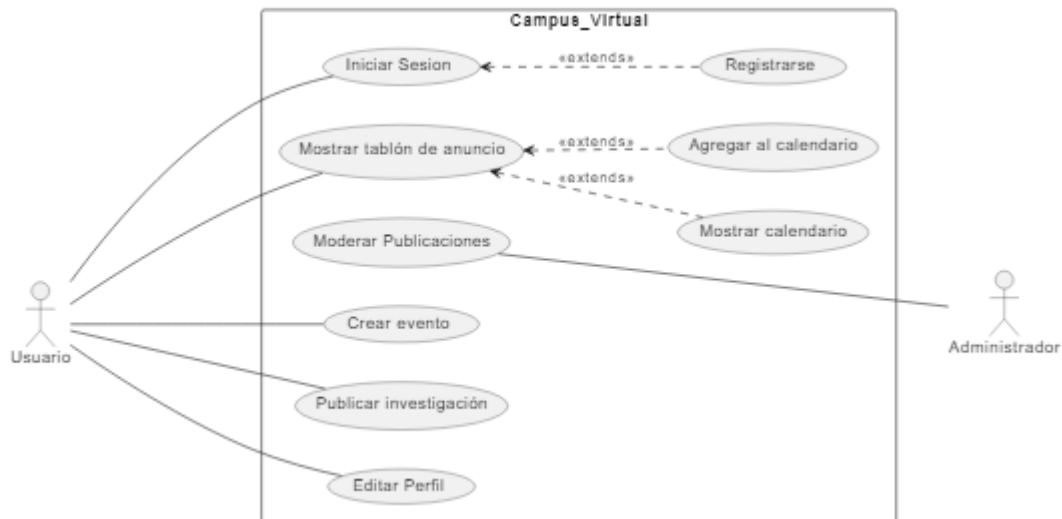 Campus_Virtual
Iniciar Sesion
«extends»
Registrarse
Mostrar tablón de anuncio
«extends»
Agregar al calendario
«extends»
Mostrar calendario
Moderar Publicaciones
Crear evento
Usuario
Administrador
Publicar investigación
Editar Perfil